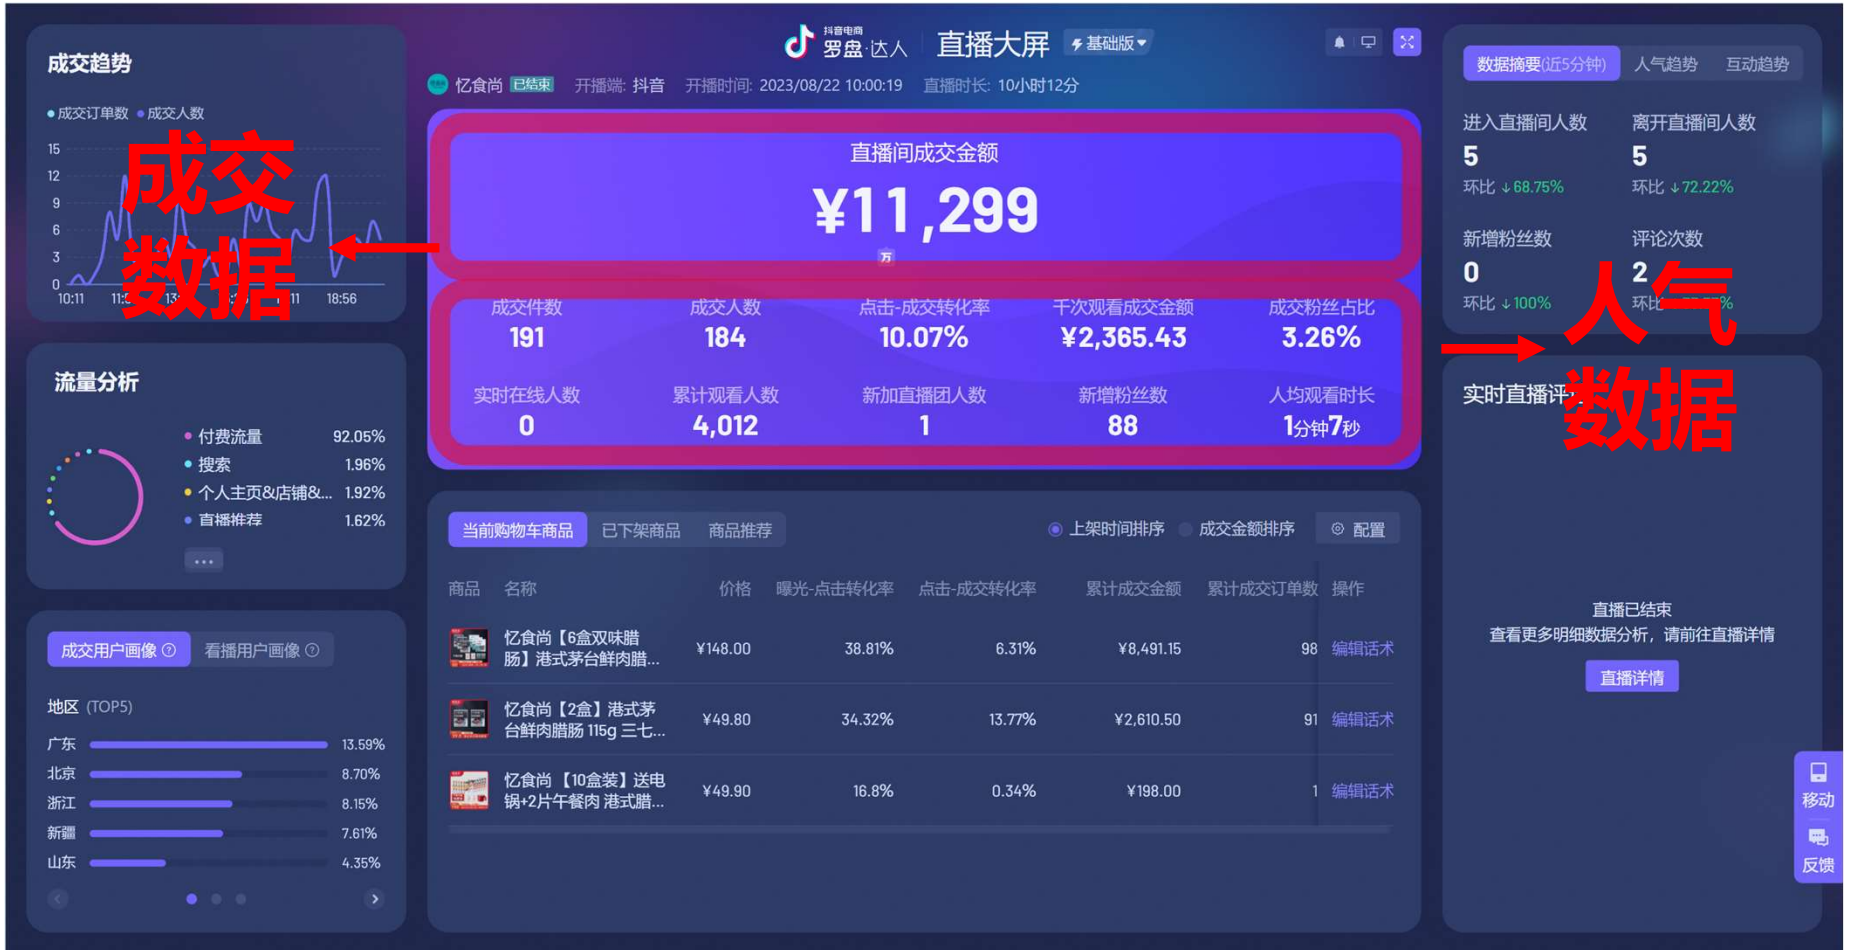 抖音电商
罗盘·达人
直播大屏
基础版
忆食尚 已结束 开播端: 抖音 开播时间: 2023/08/22 10:00:19 直播时长: 10小时12分
成交趋势
成交订单数 成交人数
15
12
9
6
3
0
10:11
18:56
成交
数据
流量分析
付费流量 92.05%
搜索 1.96%
个人主页&店铺&... 1.92%
直播推荐 1.62%
...
成交用户画像 看播用户画像
地区 (TOP5)
广东 13.59%
北京 8.70%
浙江 8.15%
新疆 7.61%
山东 4.35%
直播间成交金额
¥11,299
万
成交件数 成交人数 点击-成交转化率 千次观看成交金额 成交粉丝占比
191 184 10.07% ¥2,365.43 3.26%
实时在线人数 累计观看人数 新加直播团人数 新增粉丝数 人均观看时长
0 4,012 1 88 1分钟7秒
当前购物车商品 已下架商品 商品推荐 上架时间排序 成交金额排序 配置
商品 名称 价格 曝光-点击转化率 点击-成交转化率 累计成交金额 累计成交订单数 操作
忆食尚【6盒双味腊
肠】港式茅台鲜肉腊... ¥148.00 38.81% 6.31% ¥8,491.15 98 编辑话术
忆食尚【2盒】港式茅
台鲜肉腊肠 115g 三七... ¥49.80 34.32% 13.77% ¥2,610.50 91 编辑话术
忆食尚 【10盒装】送电
锅+2片午餐肉 港式腊... ¥49.90 16.8% 0.34% ¥198.00 1 编辑话术
数据摘要(近5分钟) 人气趋势 互动趋势
进入直播间人数 离开直播间人数
5 5
环比 ↓68.75% 环比 ↓72.22%
新增粉丝数 评论次数
0 2
环比 ↓100% 环比
人气
数据
实时直播评
直播已结束
查看更多明细数据分析，请前往直播详情
直播详情
移动
反馈